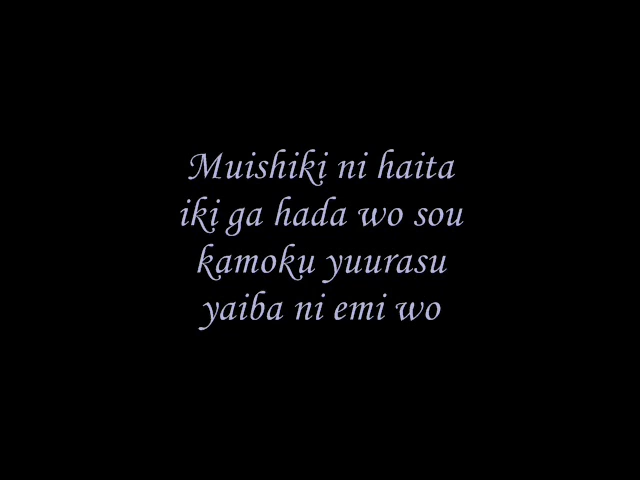 Muishiki ni haita
iki ga hada wo sou
kamoku yuurasu
yaiba ni emi wo